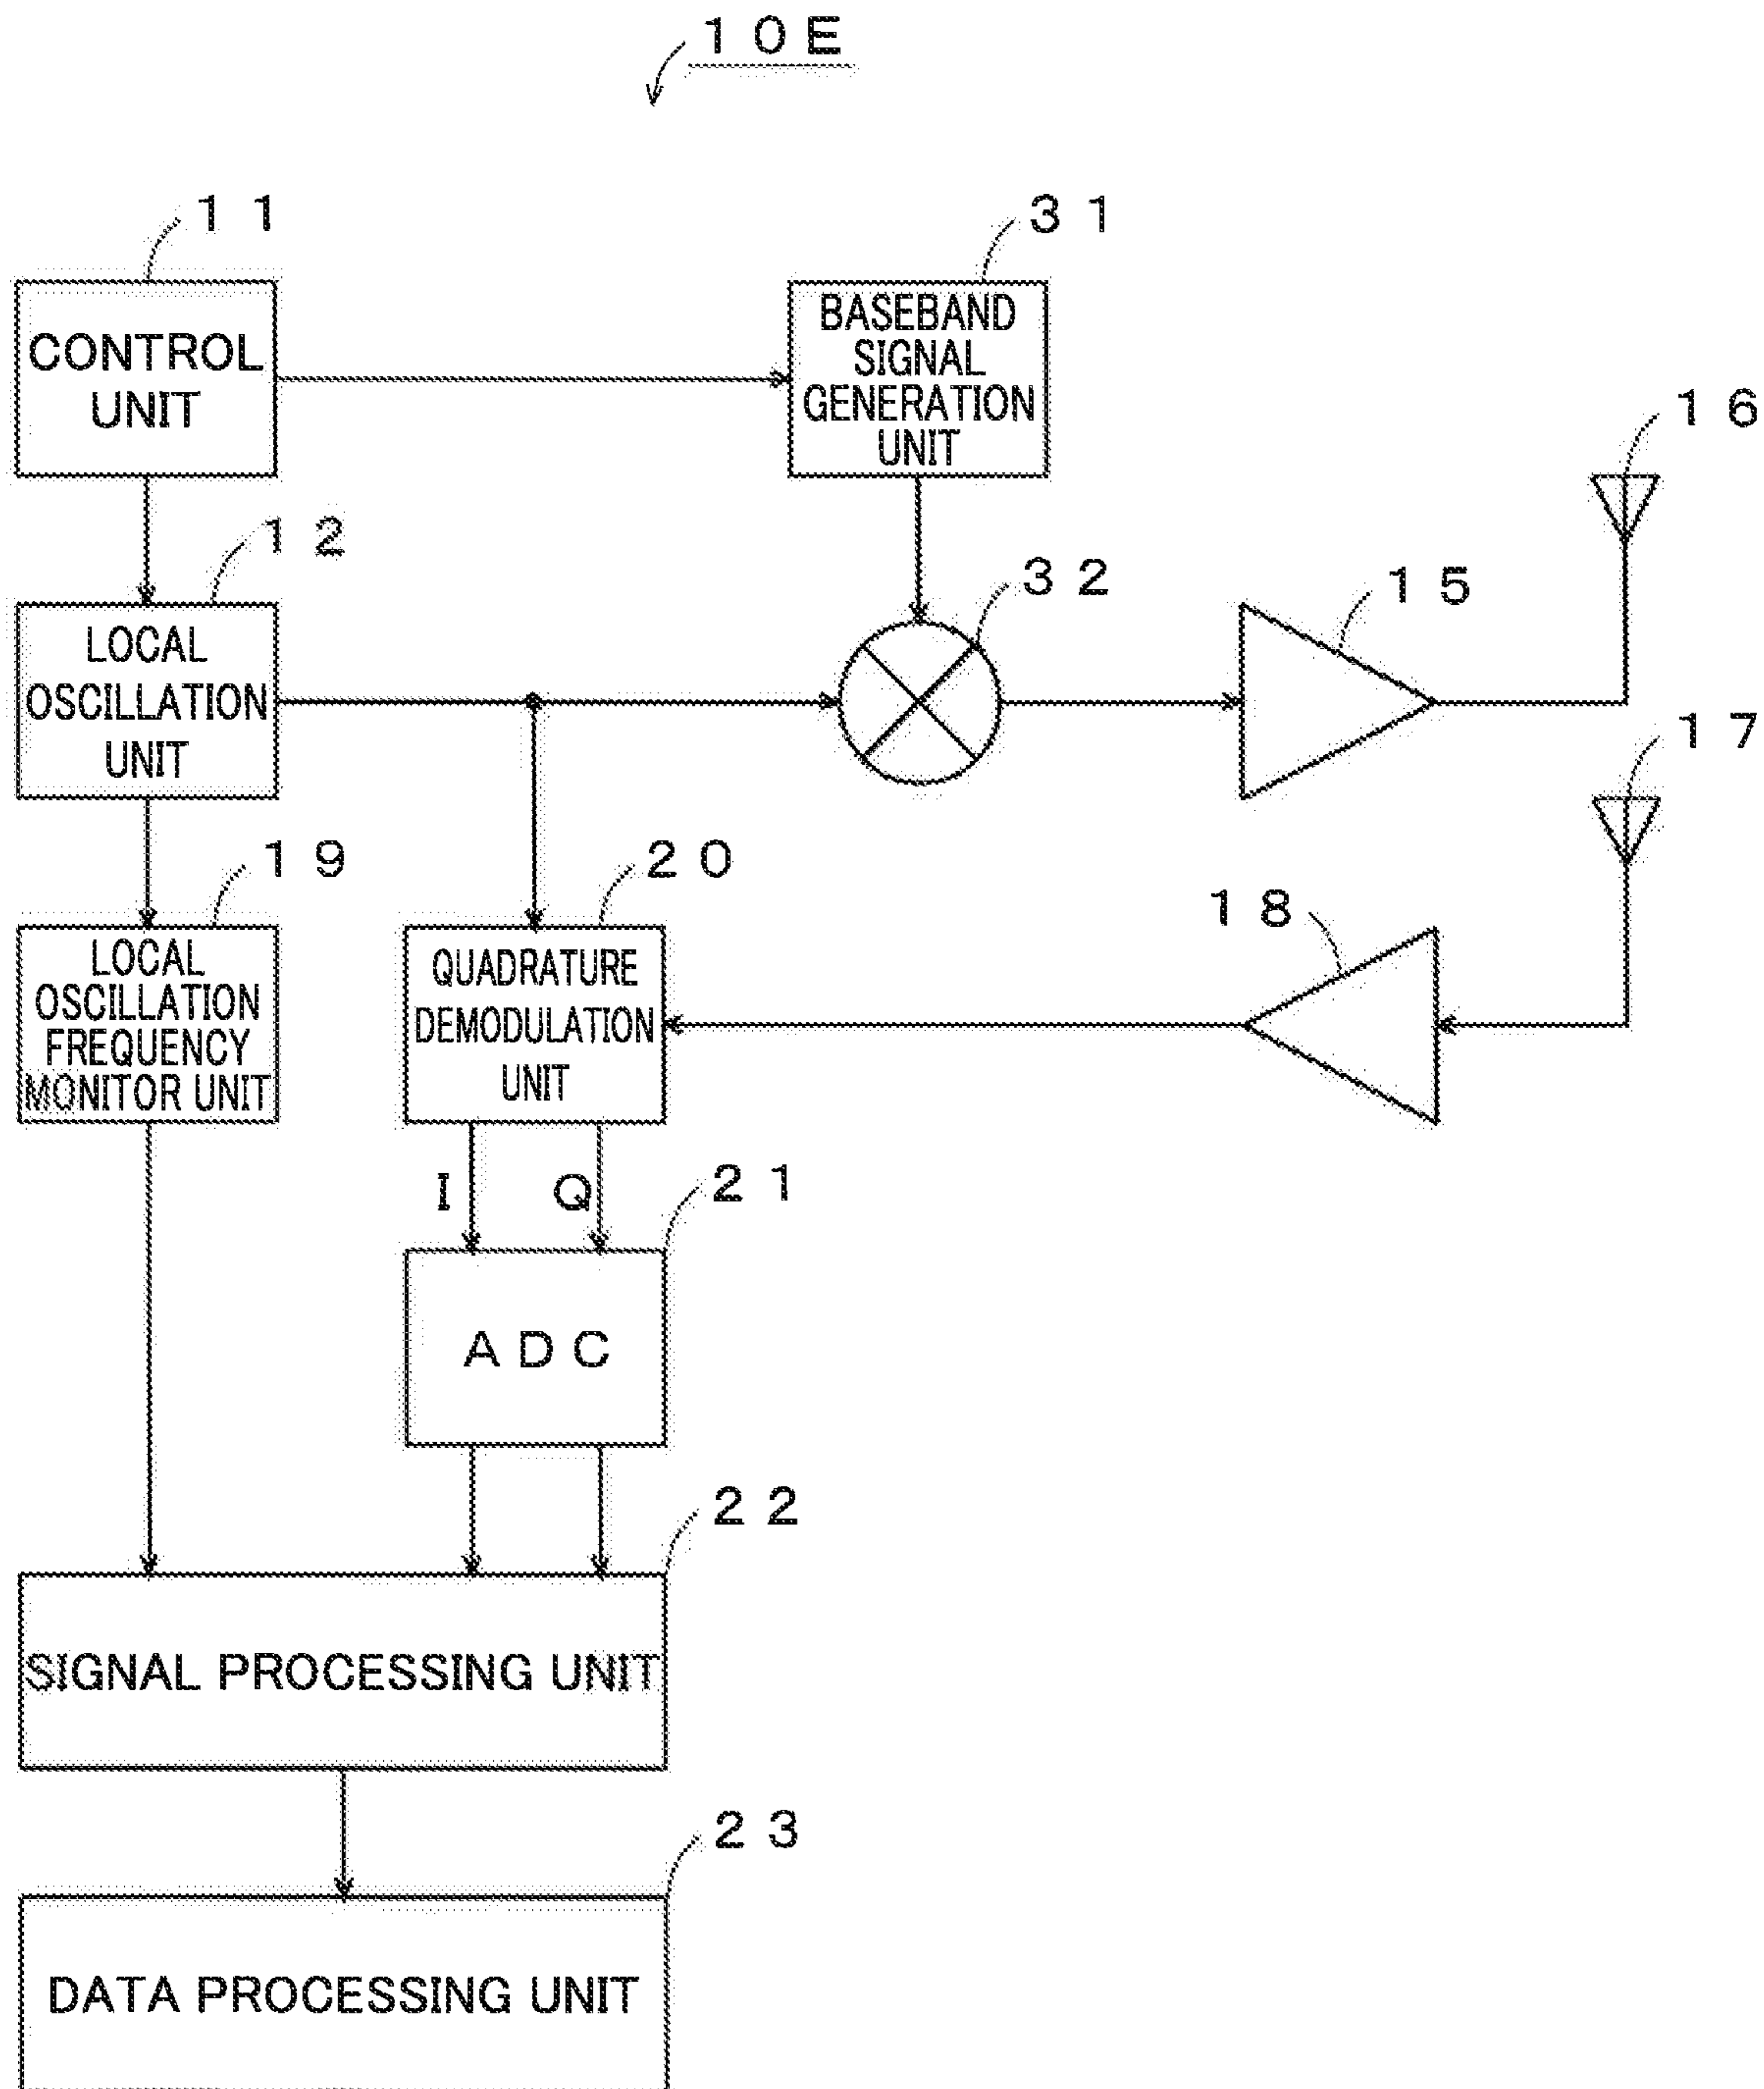 10E
11
31
CONTROL
UNIT
BASEBAND
SIGNAL
GENERATION
UNIT
16
12
32
15
LOCAL
OSCILLATION
UNIT
17
19
20
18
LOCAL
OSCILLATION
FREQUENCY
MONITOR UNIT
QUADRATURE
DEMODULATION
UNIT
I
Q
21
ADC
22
SIGNAL PROCESSING UNIT
23
DATA PROCESSING UNIT